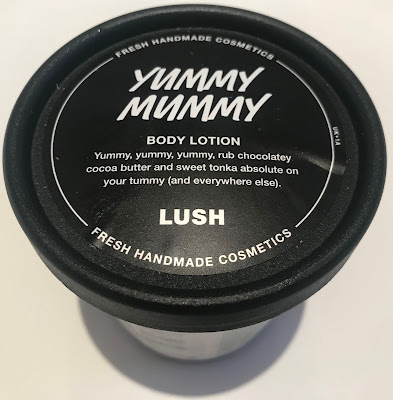 FRESH HANDMADE COSMETICS
YUMMY
MUMMY
BODY LOTION
Yummy, yummy, yummy, rub chocolatey
cocoa butter and sweet tonka absolute on
your tummy (and everywhere else).
LUSH
FRESH HANDMADE COSMETICS